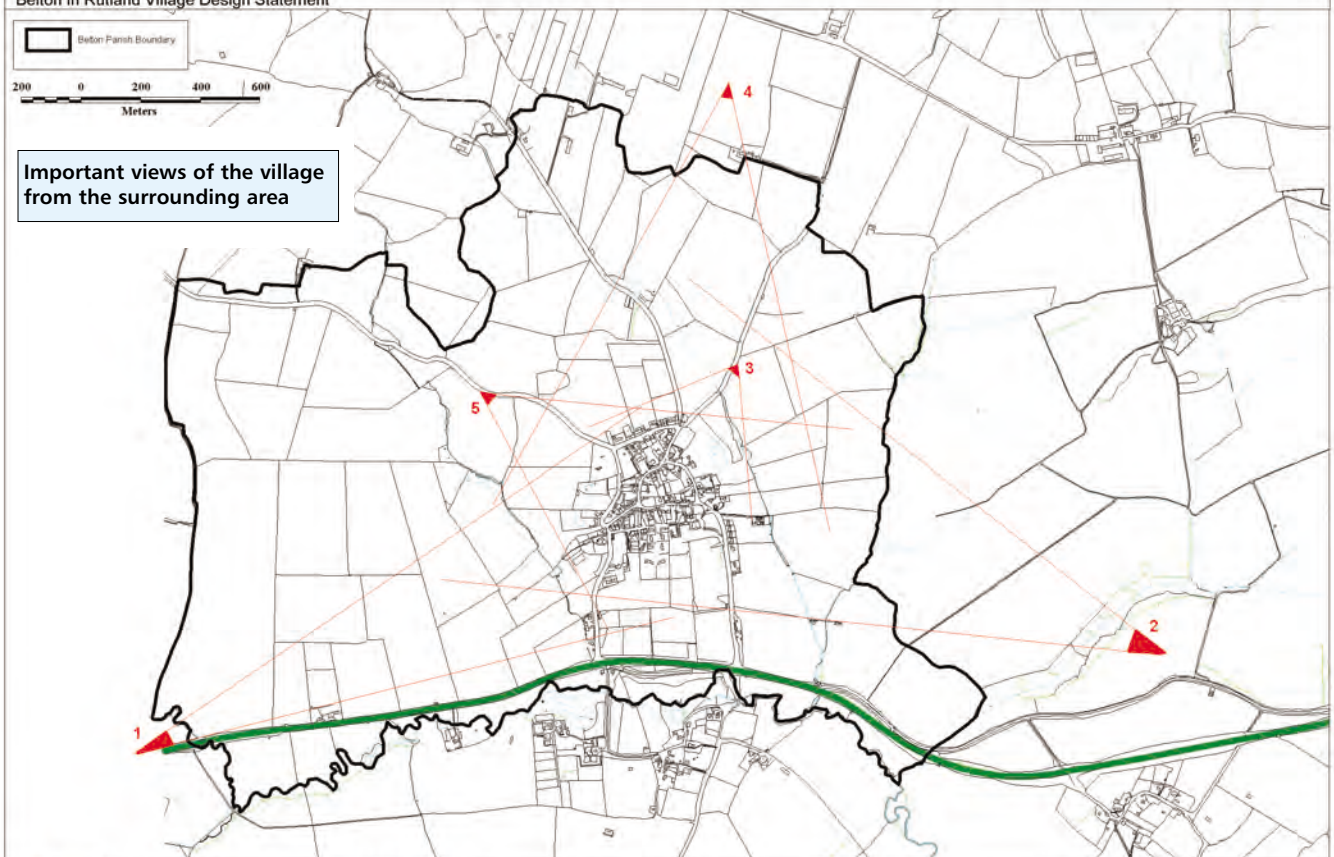 Belton in Rutland Village Design Statement
Belton Parish Boundary
200 0 200 400 600
Meters
Important views of the village
from the surrounding area
4
3
5
2
1